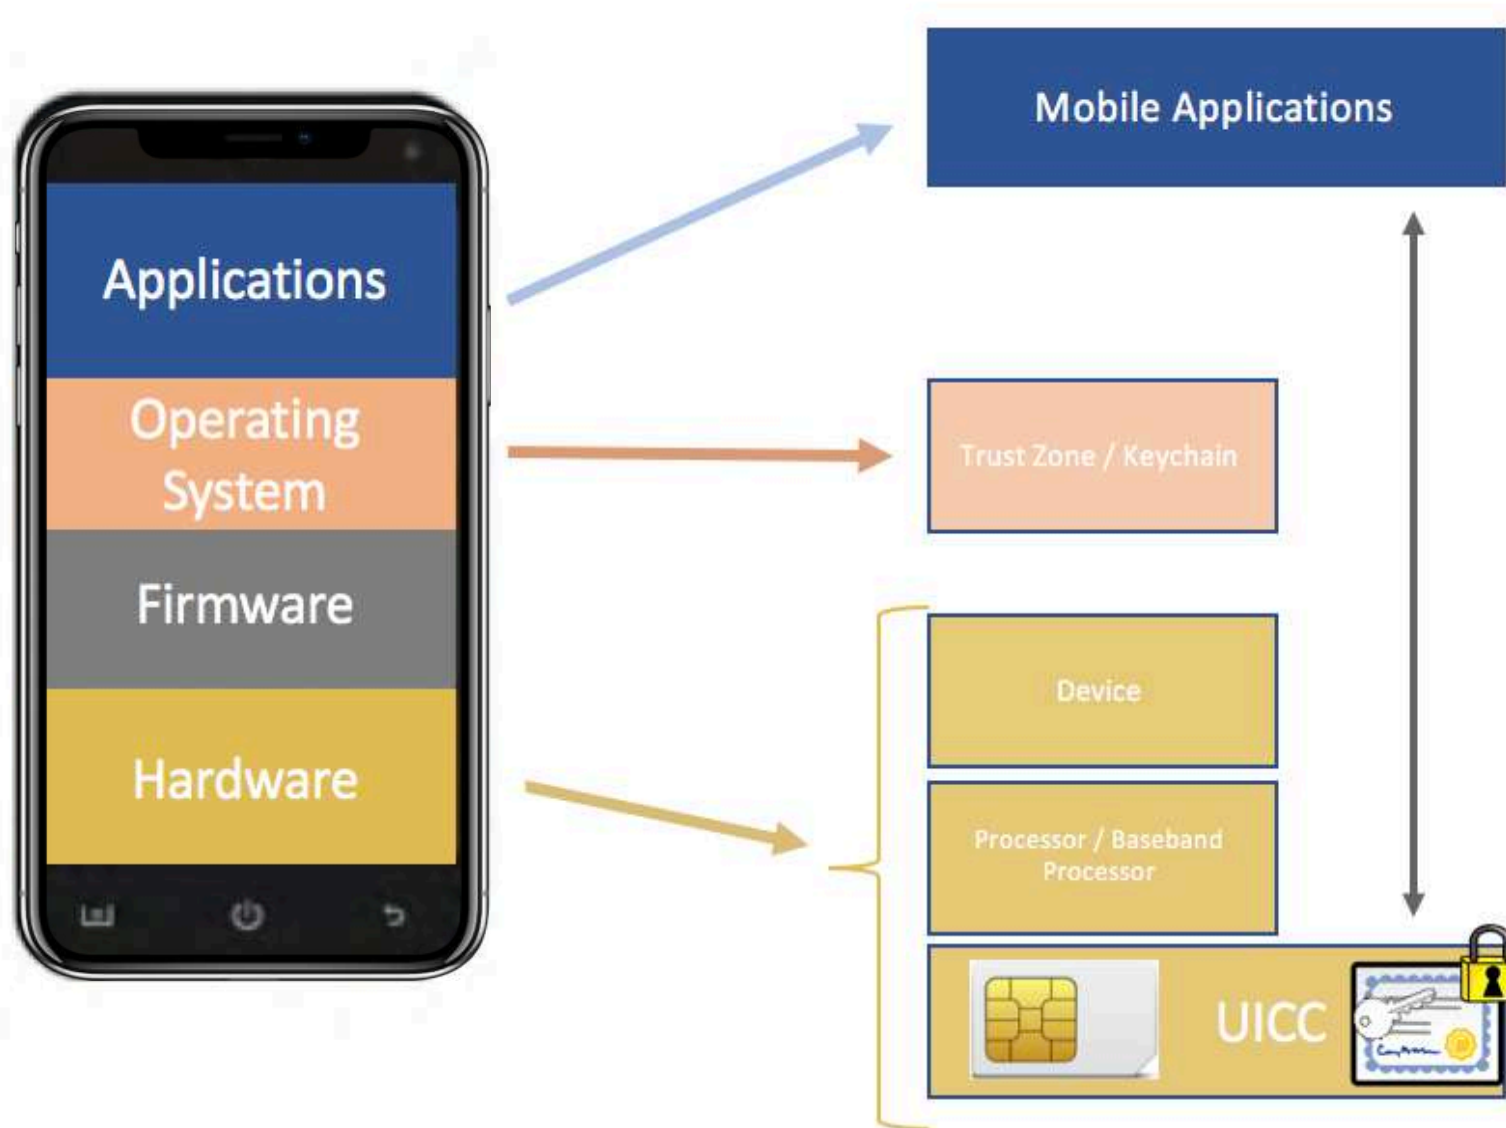 Applications
Operating
System
Firmware
Hardware
Mobile Applications
Trust Zone / Keychain
Device
Processor / Baseband
Processor
UICC